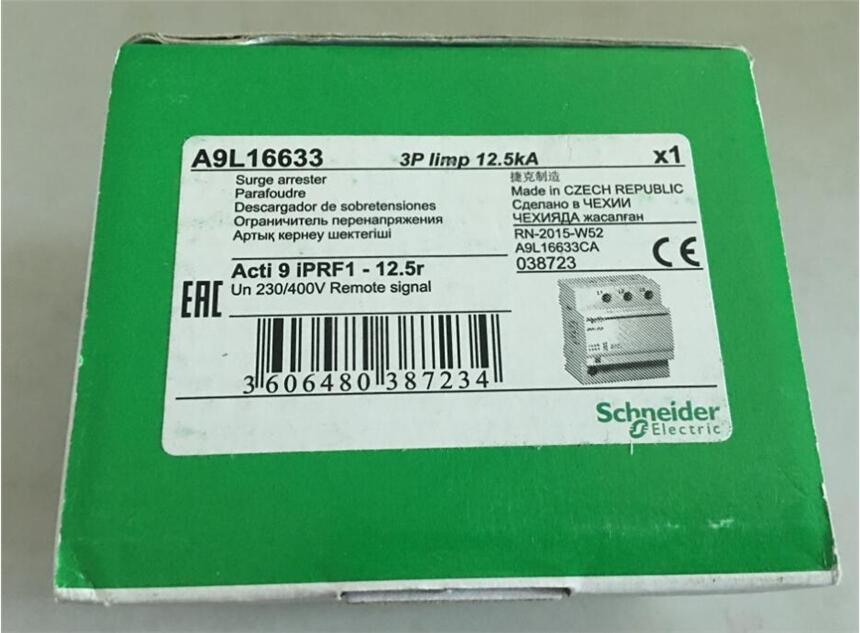 A9L16633
3P limp 12.5kA
x1
Surge arrester
Parafoudre
Descargador de sobretensiones
Ограничитель перенапряжения
Артық кернеу шектегіші
捷克制造
Made in CZECH REPUBLIC
Сделано в ЧЕХИИ
ЧЕХИЯДА жасалған
RN-2015-W52
A9L16633CA
038723
CE
Acti 9 iPRF1 - 12.5r
Un 230/400V Remote signal
EAC
3 606480 387234
Schneider
Electric